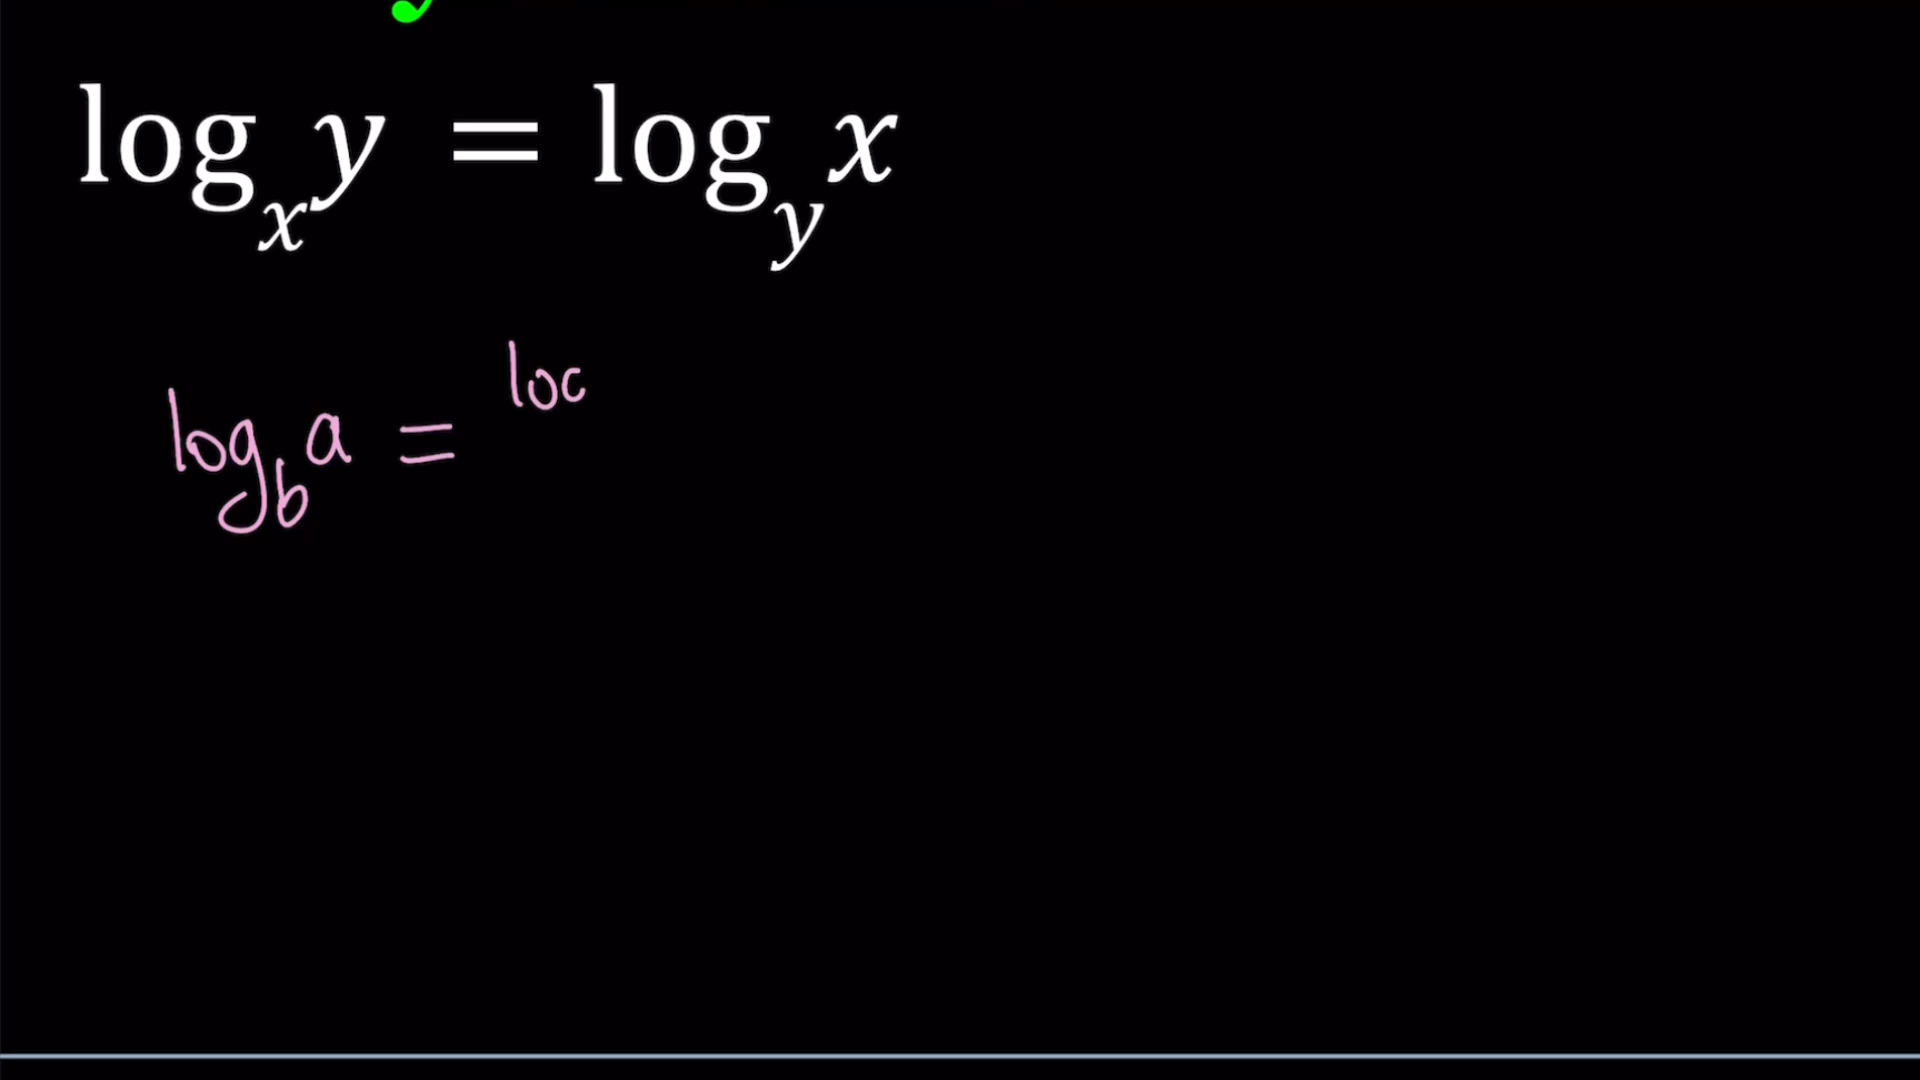 log_x y = log_y x
log_b a = loc